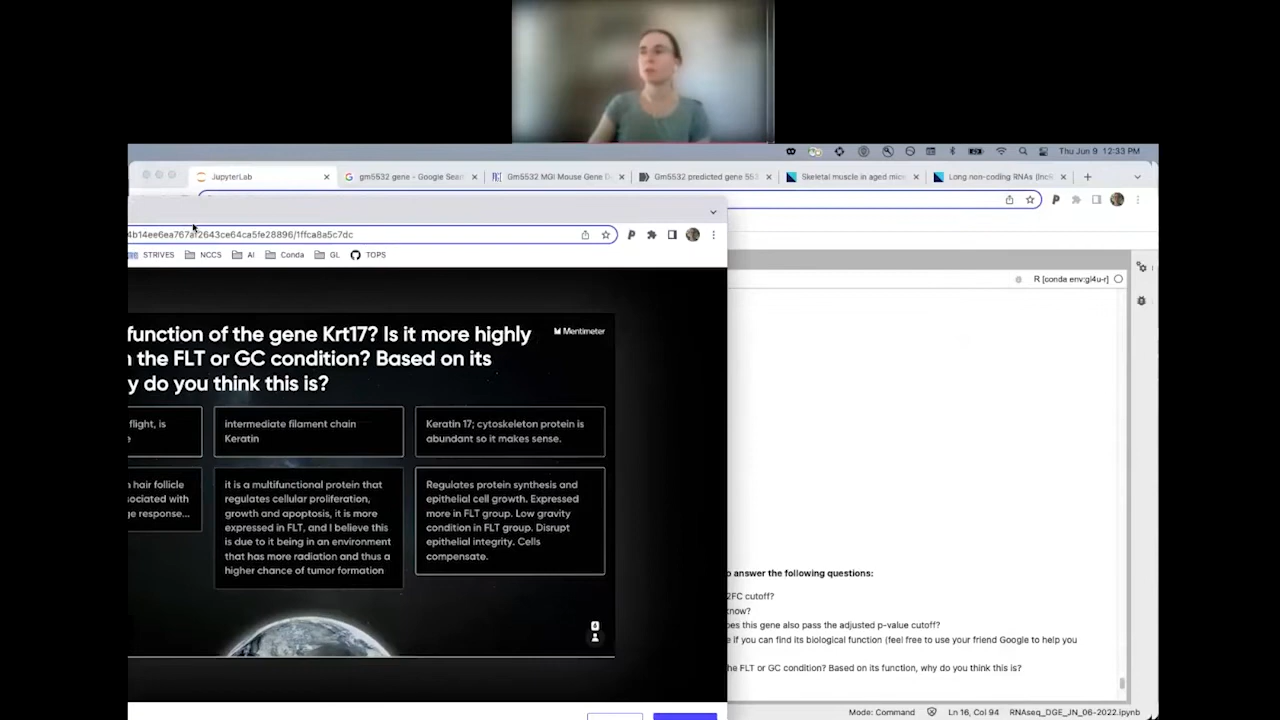 Thu Jun 9 12:33 PM
JupyterLab
gm5532 gene - Google Sear
Gm5532 MGI Mouse Gene D
Gm5532 predicted gene 553
Skeletal muscle in aged mice
Long non-coding RNAs (lncR
4b14ee6ea767af2643ce64ca5fe28896/1ffca8a5c7dc
STRIVES
NCCS
AI
Conda
GL
TOPS
R [conda env:gl4u-r]
function of the gene Krt17? Is it more highly
the FLT or GC condition? Based on its
y do you think this is?
Mentimeter
flight, is
e
intermediate filament chain
Keratin
Keratin 17; cytoskeleton protein is
abundant so it makes sense.
hair follicle
sociated with
ge response...
it is a multifunctional protein that
regulates cellular proliferation,
growth and apoptosis, it is more
expressed in FLT, and I believe this
is due to it being in an environment
that has more radiation and thus a
higher chance of tumor formation
Regulates protein synthesis and
epithelial cell growth. Expressed
more in FLT group. Low gravity
condition in FLT group. Disrupt
epithelial integrity. Cells
compensate.
o answer the following questions:
2FC cutoff?
know?
es this gene also pass the adjusted p-value cutoff?
e if you can find its biological function (feel free to use your friend Google to help you
he FLT or GC condition? Based on its function, why do you think this is?
Mode: Command
Ln 16, Col 94
RNAseq_DGE_JN_06-2022.ipynb